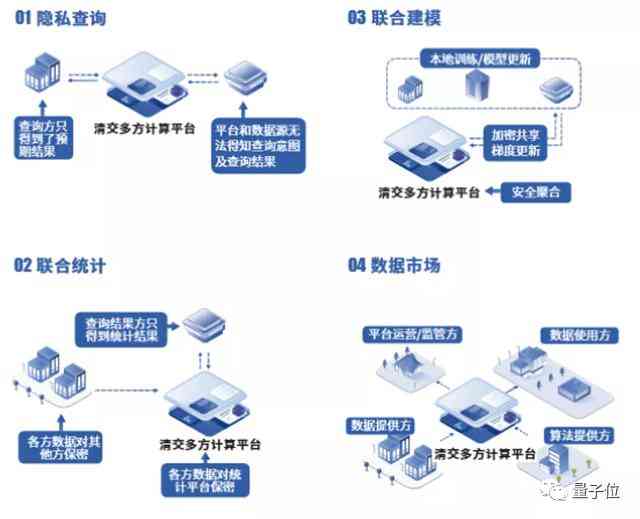 01 隐私查询
查询方只
得到了预
期结果
清交多方计算平台
平台和数据源无
法得知查询意图
及查询结果
03 联合建模
本地训练/模型更新
加密共享
梯度更新
清交多方计算平台
安全聚合
02 联合统计
查询结果方只
得到统计结果
各方数据对其
他方保密
清交多方计算平台
各方数据对统
计平台保密
04 数据市场
平台运营/监管方
数据使用方
数据提供方
算法提供方
清交多方计算平台
量子位